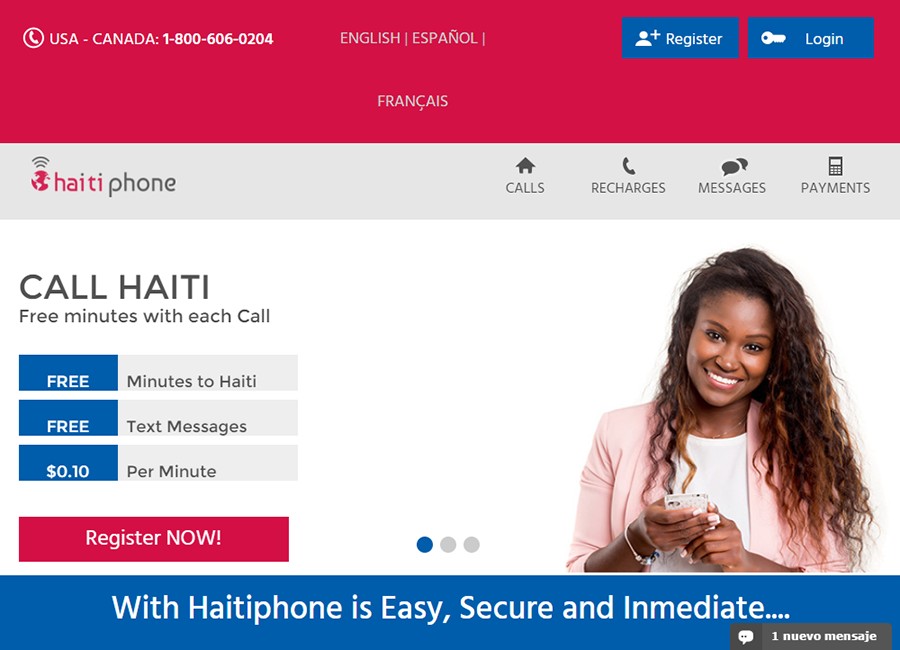 USA - CANADA: 1-800-606-0204
ENGLISH | ESPAÑOL |
FRANÇAIS
Register
Login
haiti phone
CALLS
RECHARGES
MESSAGES
PAYMENTS
CALL HAITI
Free minutes with each Call
FREE Minutes to Haiti
FREE Text Messages
$0.10 Per Minute
Register NOW!
With Haitiphone is Easy, Secure and Inmediate....
1 nuevo mensaje